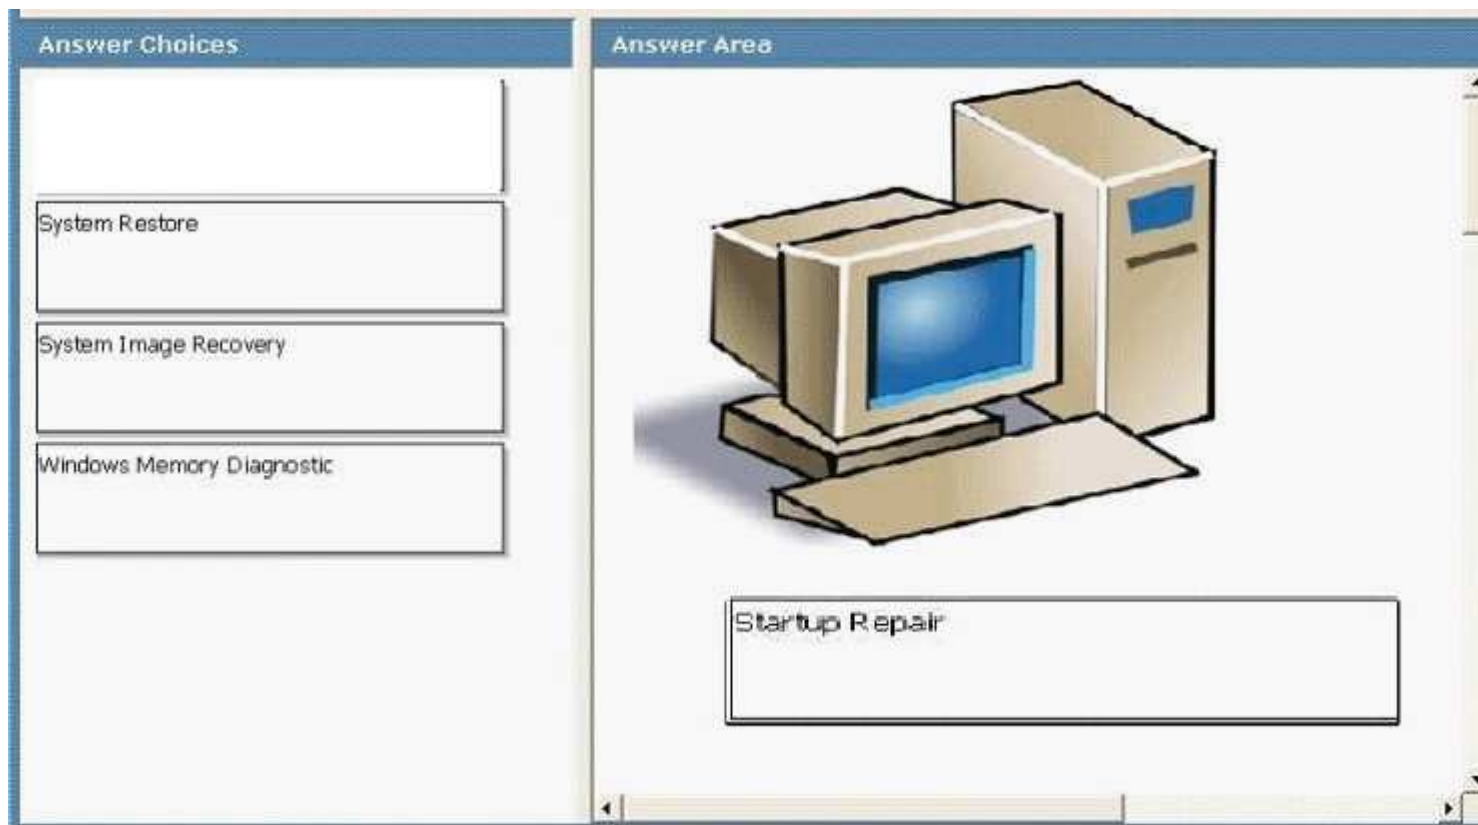 Answer Choices
System Restore
System Image Recovery
Windows Memory Diagnostic
Answer Area
Startup Repair